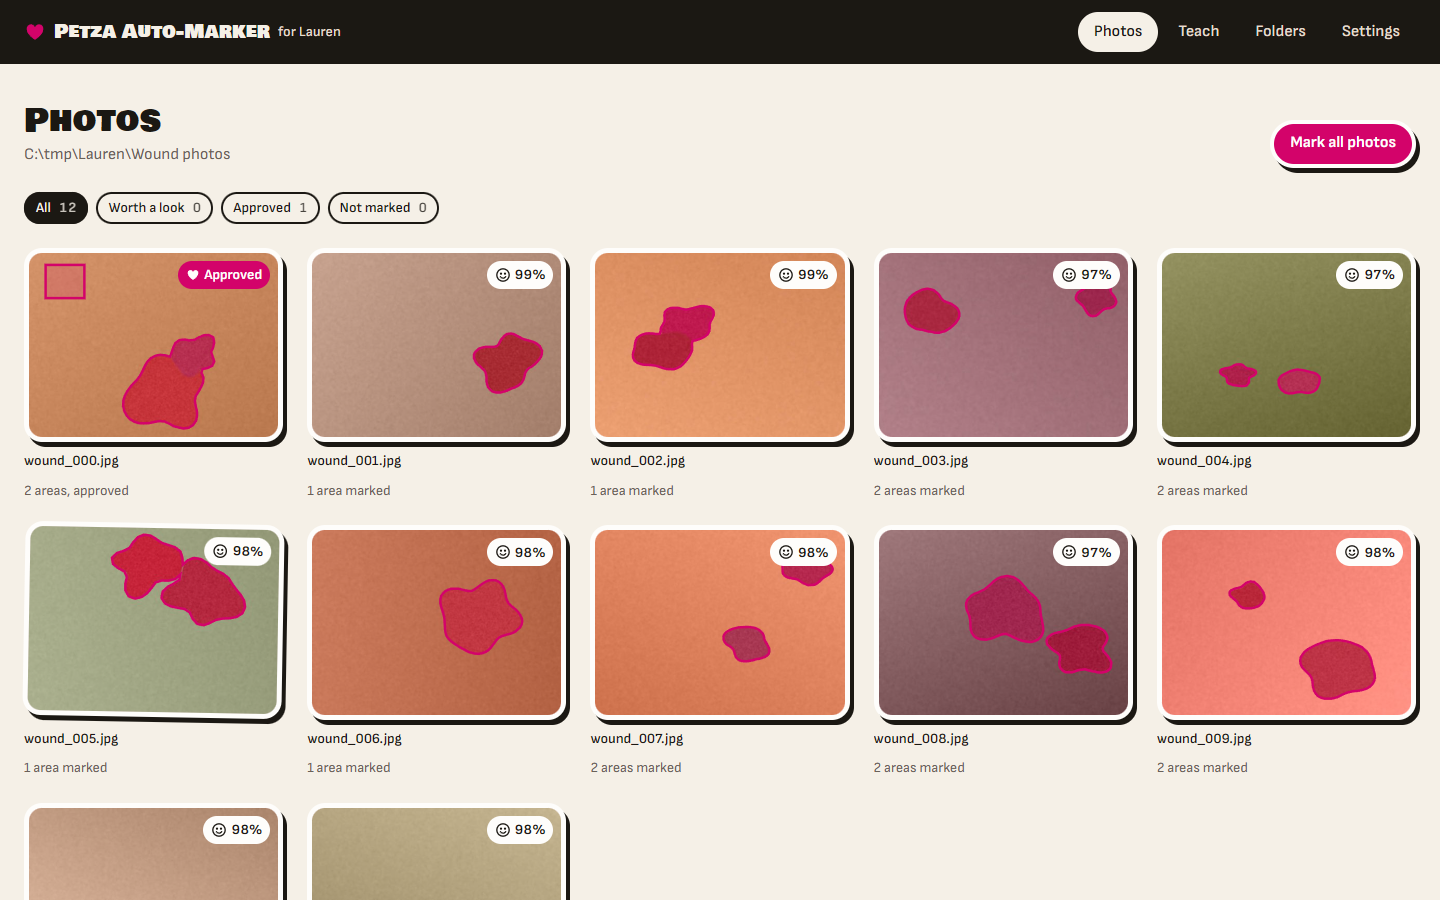 Petza Auto-Marker for Lauren
Photos
Teach
Folders
Settings
Photos
C:\tmp\Lauren\Wound photos
Mark all photos
All 12
Worth a look 0
Approved 1
Not marked 0
Approved
99%
99%
97%
97%
wound_000.jpg
wound_001.jpg
wound_002.jpg
wound_003.jpg
wound_004.jpg
2 areas, approved
1 area marked
1 area marked
2 areas marked
2 areas marked
98%
98%
98%
97%
98%
wound_005.jpg
wound_006.jpg
wound_007.jpg
wound_008.jpg
wound_009.jpg
1 area marked
1 area marked
2 areas marked
2 areas marked
2 areas marked
98%
98%